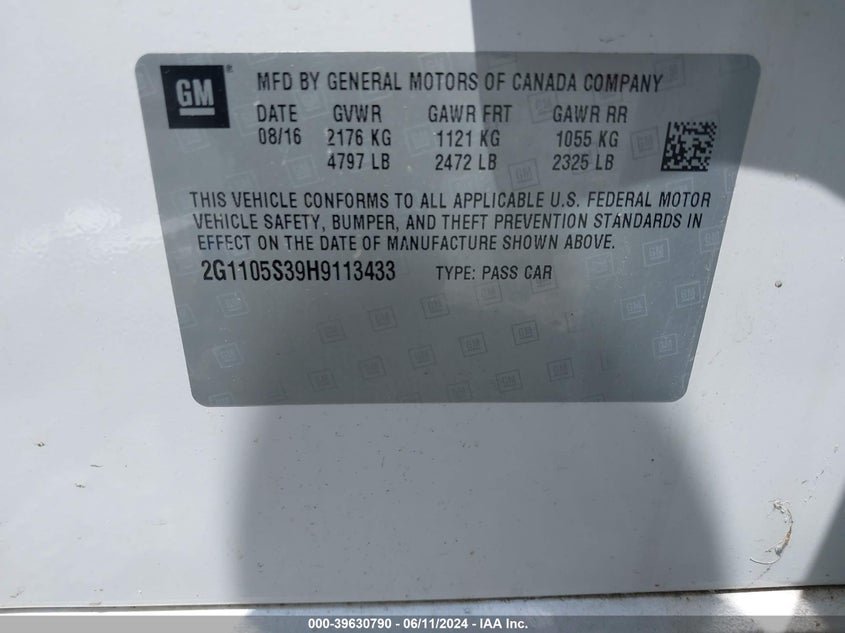 GM ®
MFD BY GENERAL MOTORS OF CANADA COMPANY
DATE GVWR GAWR FRT GAWR RR
08/16 2176 KG 1121 KG 1055 KG
4797 LB 2472 LB 2325 LB
THIS VEHICLE CONFORMS TO ALL APPLICABLE U.S. FEDERAL MOTOR
VEHICLE SAFETY, BUMPER, AND THEFT PREVENTION STANDARDS IN
EFFECT ON THE DATE OF MANUFACTURE SHOWN ABOVE.
2G1105S39H9113433 TYPE: PASS CAR
000-39630790 - 06/11/2024 - IAA Inc.